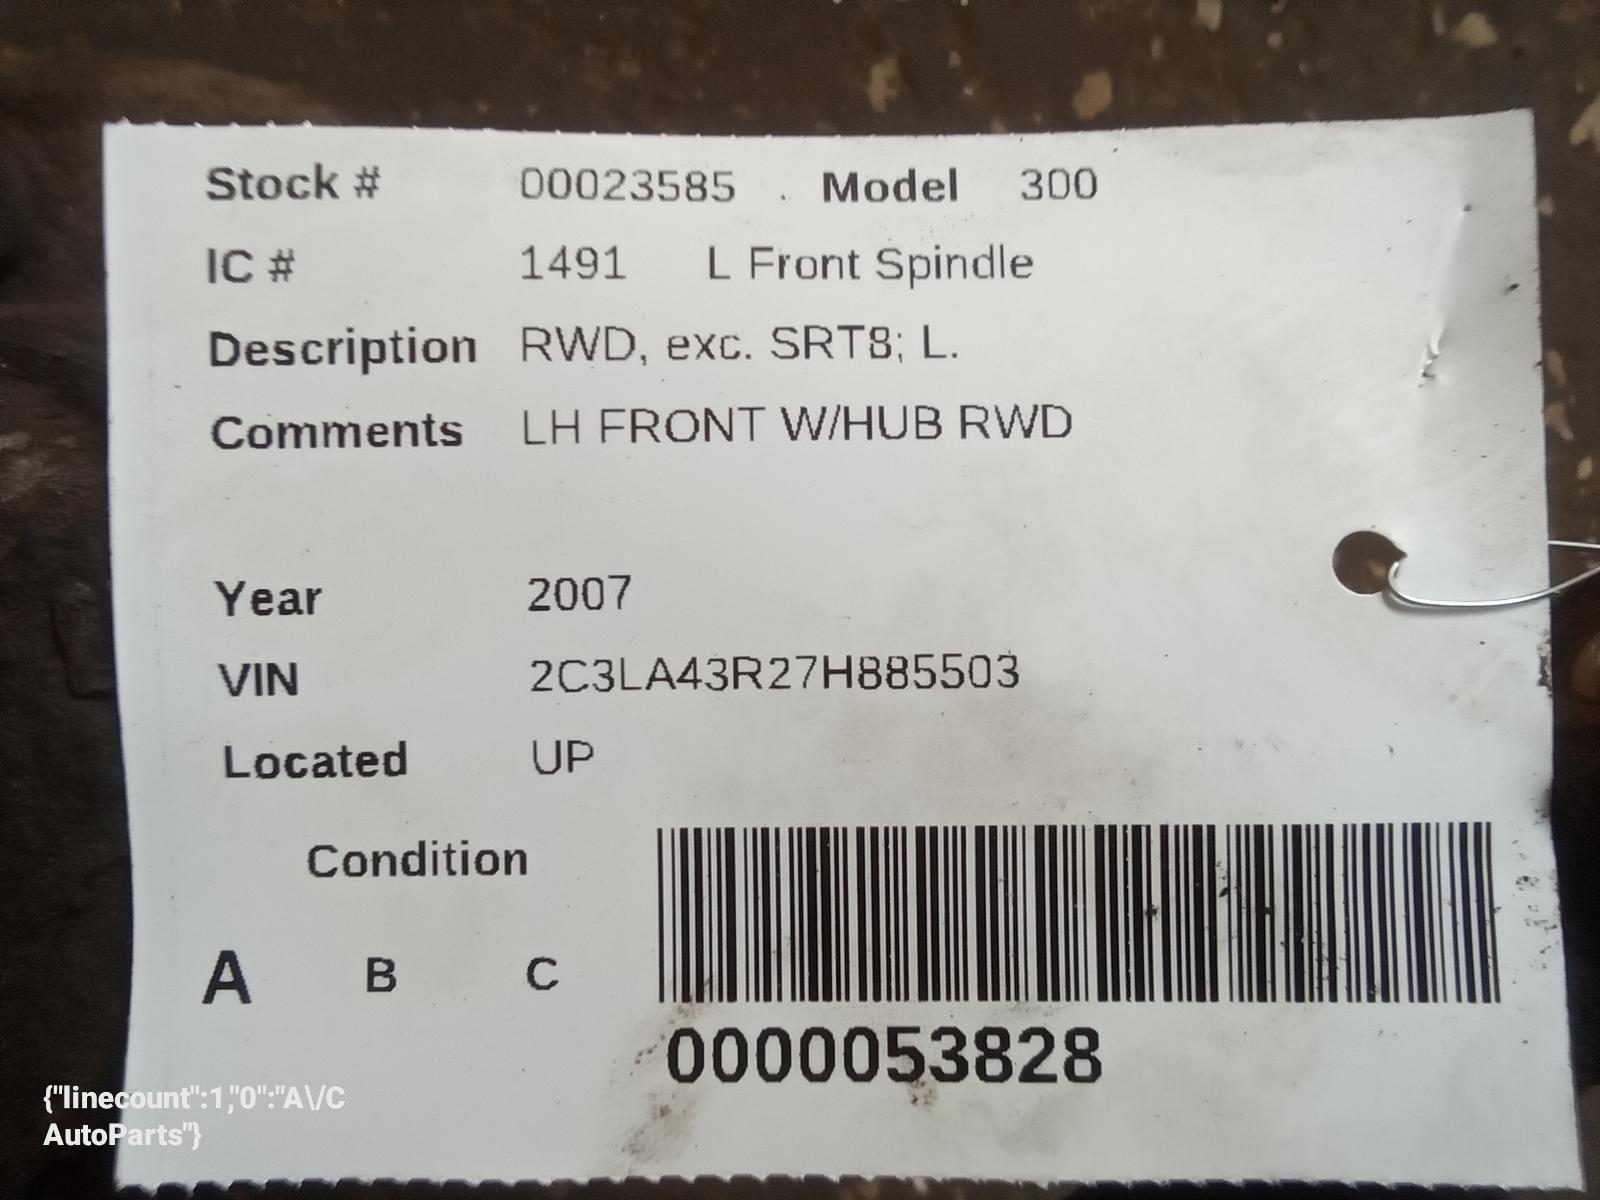 Stock # 00023585 . Model 300
IC # 1491 L Front Spindle
Description RWD, exc. SRT8; L.
Comments LH FRONT W/HUB RWD
Year 2007
VIN 2C3LA43R27H885503
Located UP
Condition
A B C
0000053828
{"linecount":1,"0":"A\/C
AutoParts"}